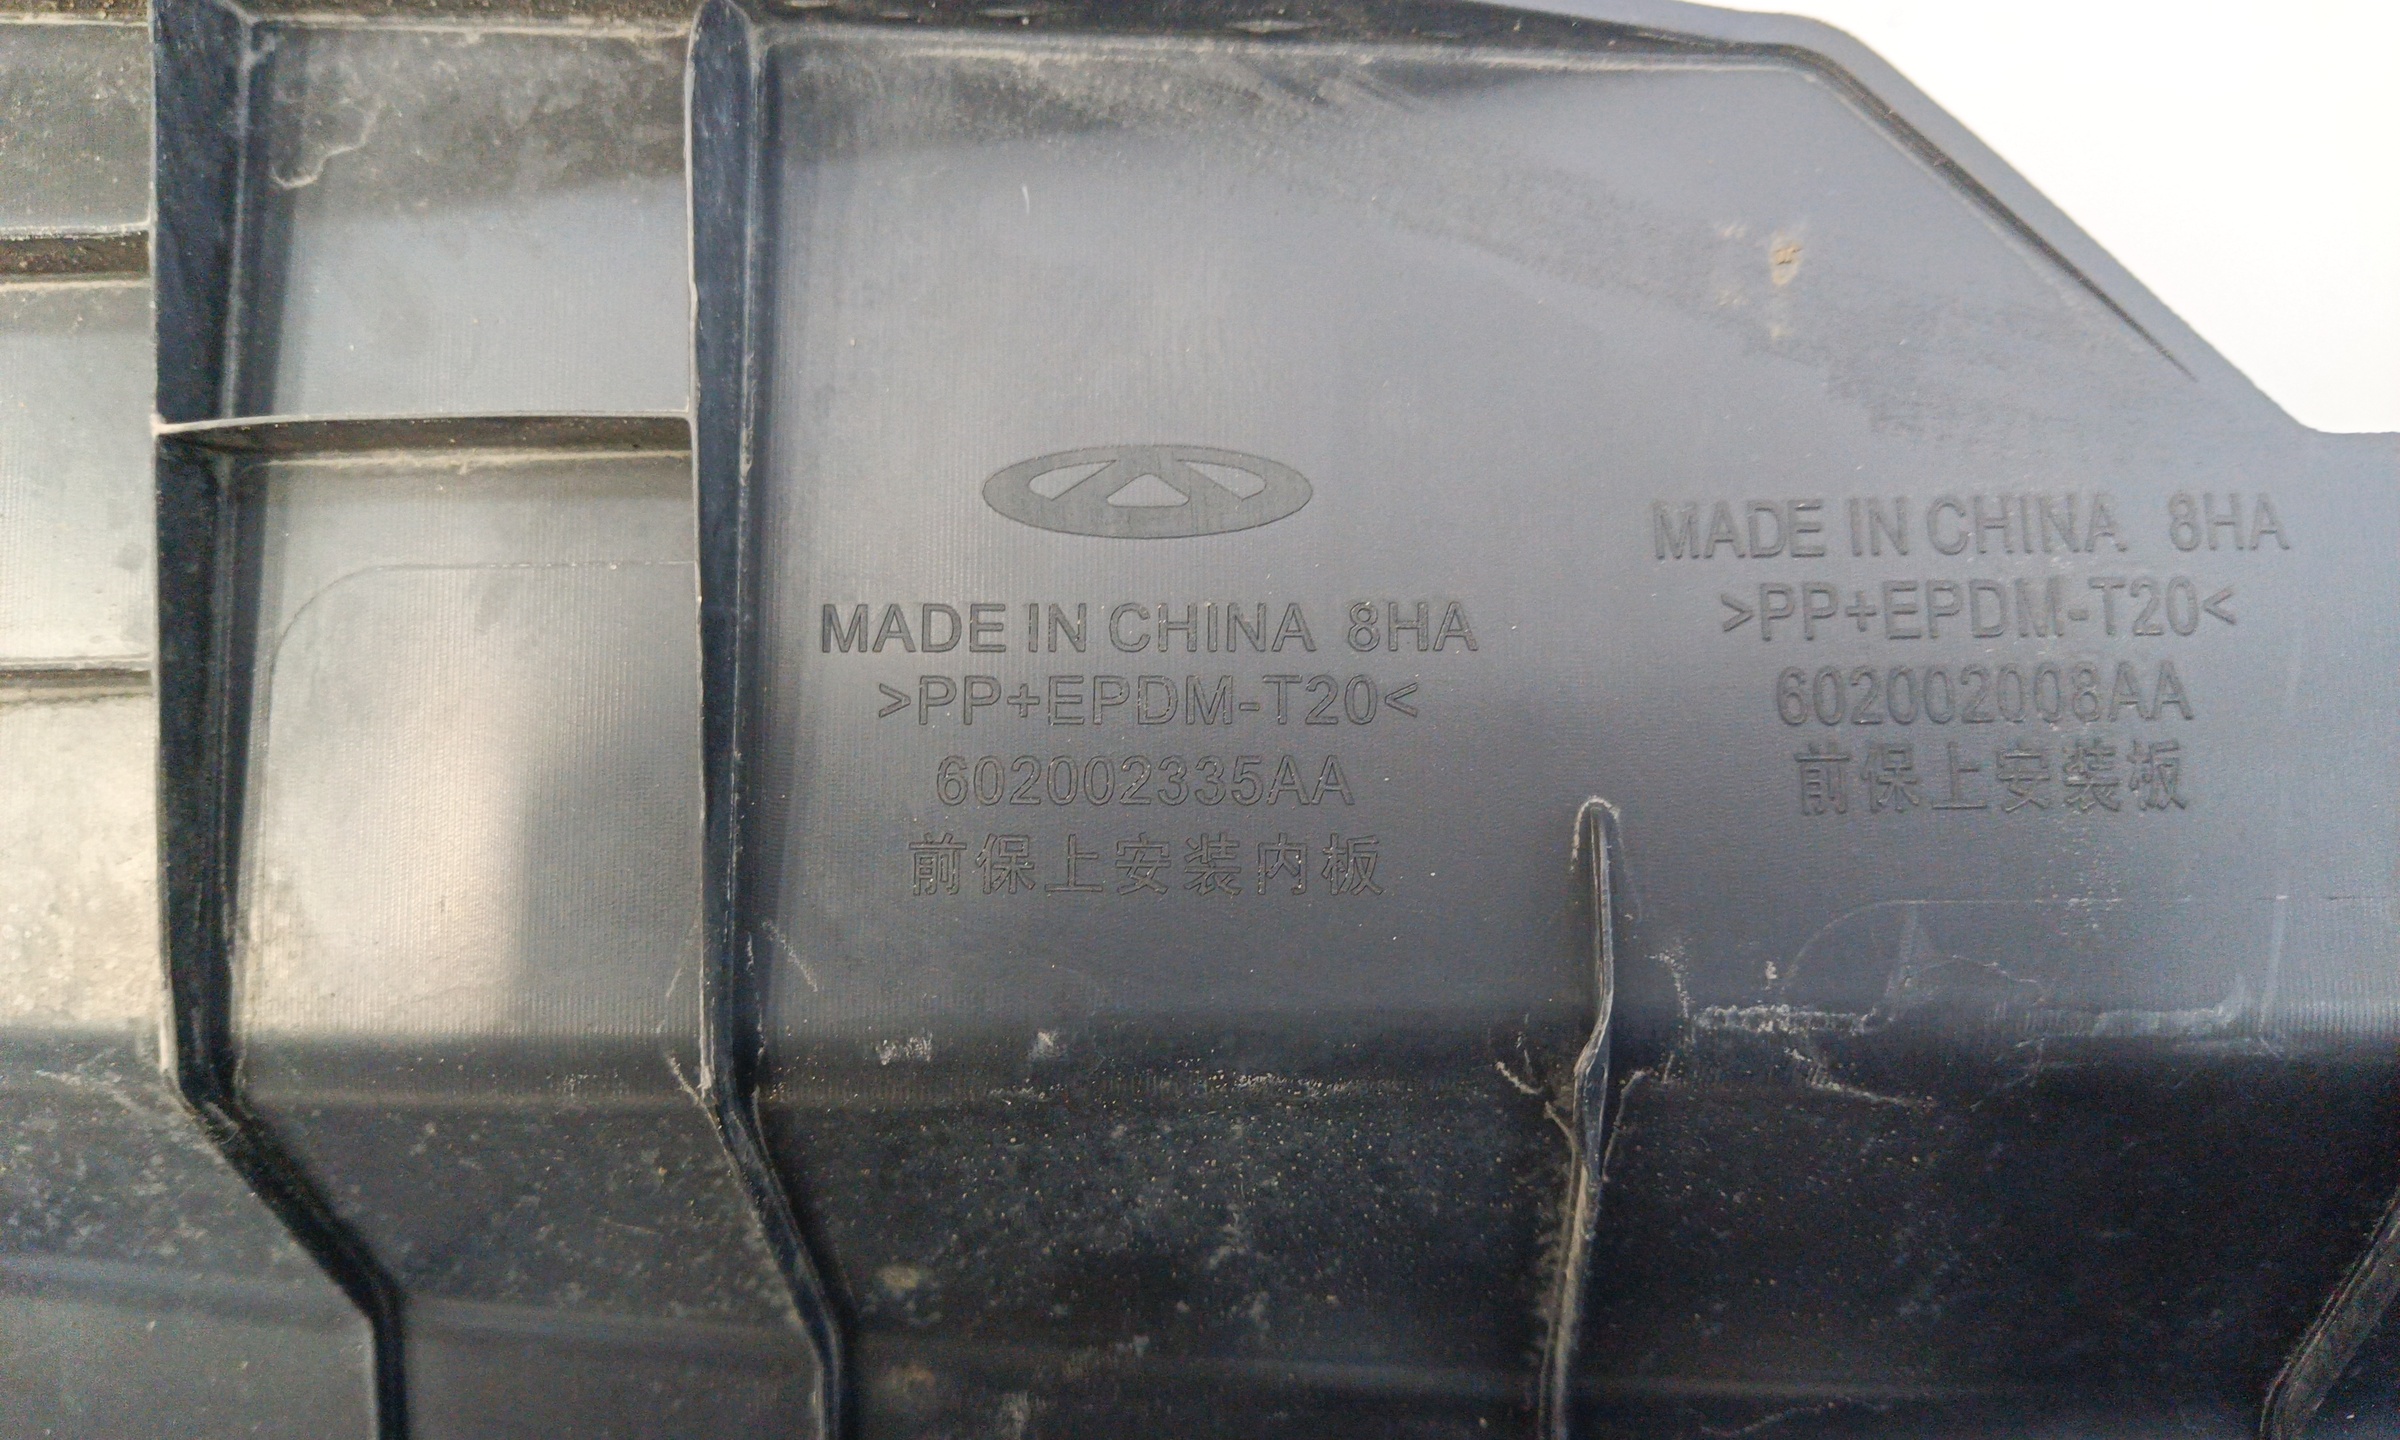 MADE IN CHINA 8HA
>PP+EPDM-T20<
602002335AA
前保上安装内板
MADE IN CHINA 8HA
>PP+EPDM-T20<
602002008AA
前保上安装板